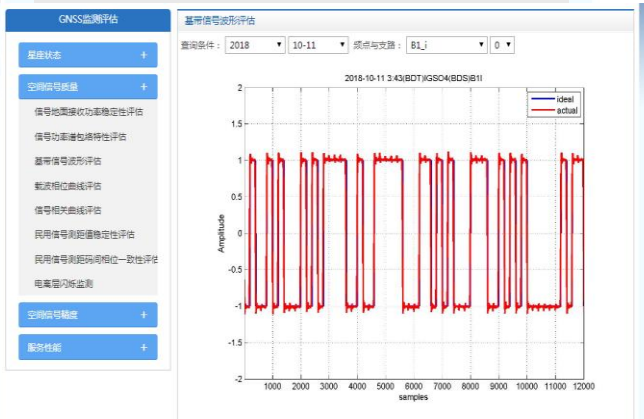 GNSS监测评估
星座状态 +
空间信号质量 +
信号地面接收功率稳定性评估
信号功率谱包络特性评估
基带信号波形评估
载波相位曲线评估
信号相关曲线评估
民用信号测距值稳定性评估
民用信号测距码间相位一致性评估
电离层闪烁监测
空间信号精度 +
服务性能 +
基带信号波形评估
查询条件： 2018 10-11 频点与支路： B1_i 0
2018-10-11 3:43(BDT)IGSO4(BDS)B1I
ideal
actual
Amplitude
2
1.5
1
0.5
0
-0.5
-1
-1.5
-2
1000 2000 3000 4000 5000 6000 7000 8000 9000 10000 11000 12000
samples